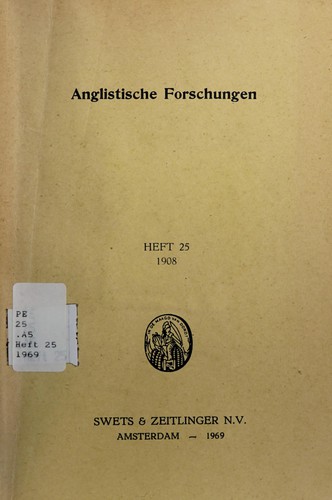 Anglistische Forschungen
HEFT 25
1908
PE
25
.A5
Heft 25
1969
SWETS & ZEITLINGER N.V.
AMSTERDAM — 1969